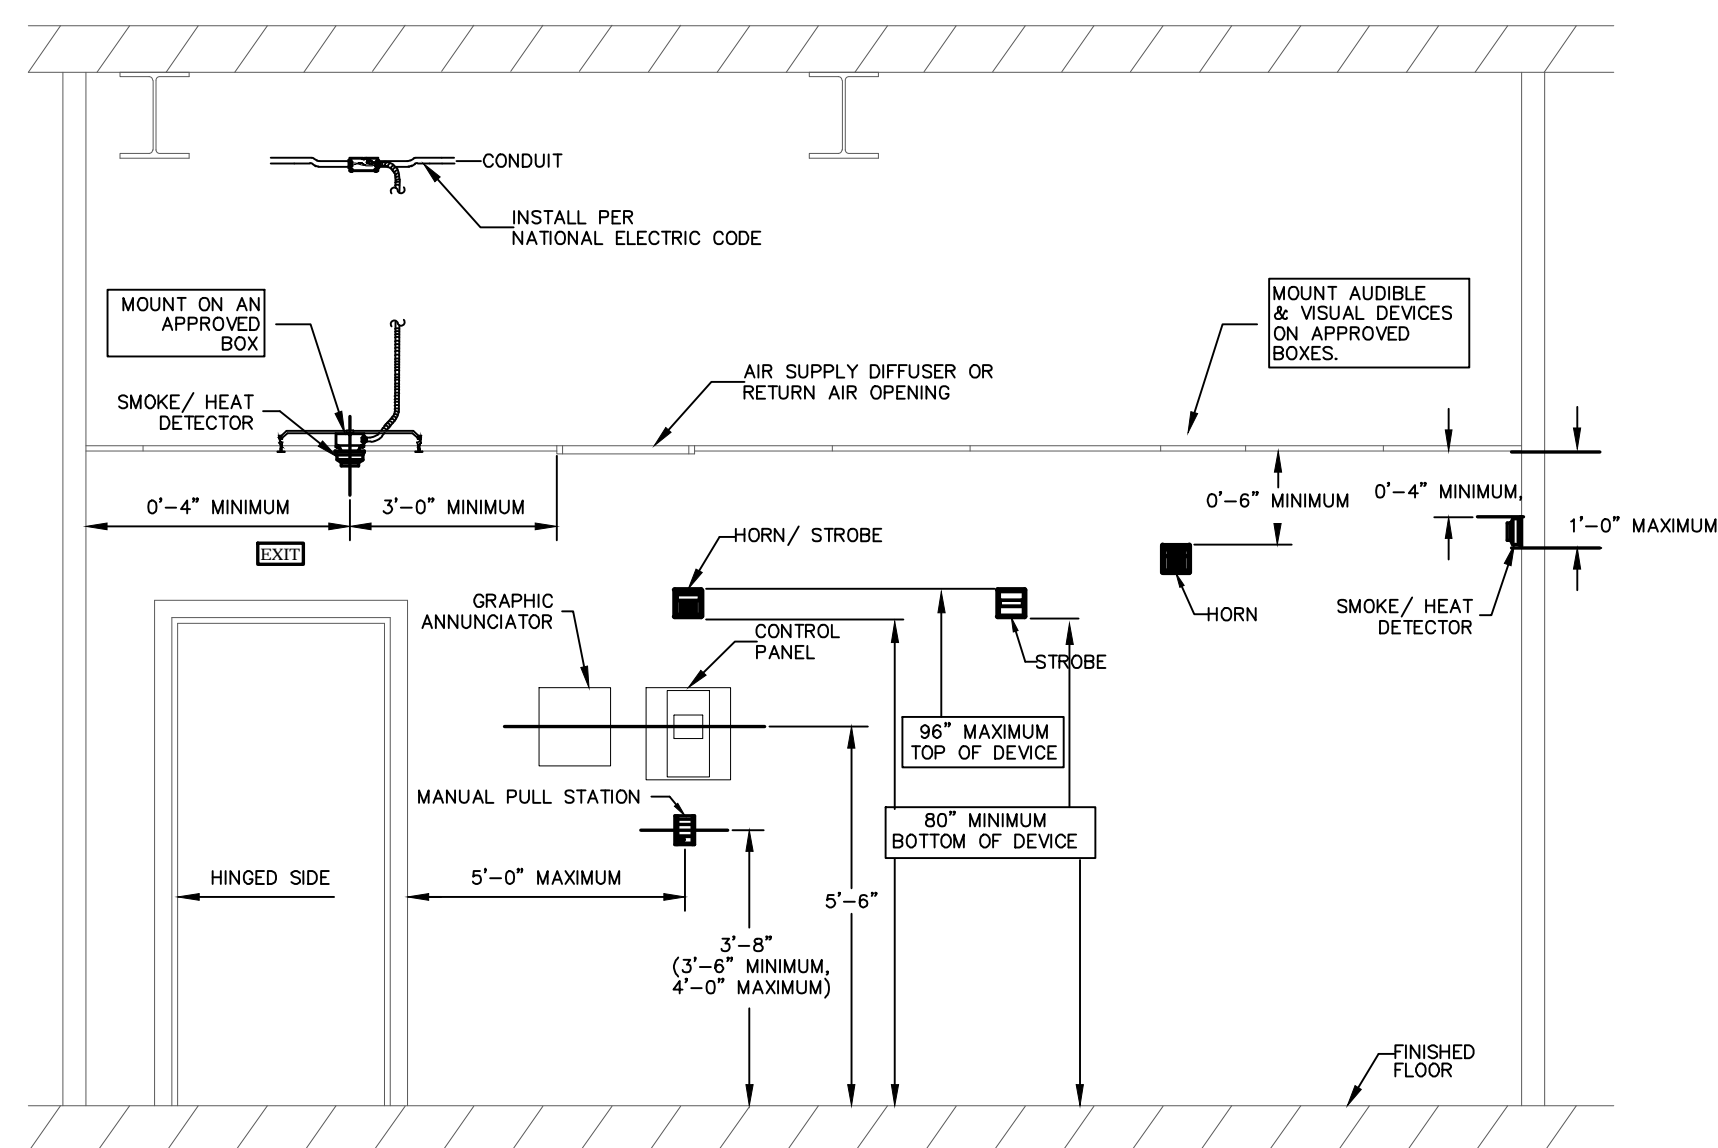 CONDUIT
INSTALL PER
NATIONAL ELECTRIC CODE
MOUNT ON AN
APPROVED
BOX
MOUNT AUDIBLE
& VISUAL DEVICES
ON APPROVED
BOXES.
AIR SUPPLY DIFFUSER OR
RETURN AIR OPENING
SMOKE/ HEAT
DETECTOR
0'-4" MINIMUM
3'-0" MINIMUM
0'-6" MINIMUM
0'-4" MINIMUM,
1'-0" MAXIMUM
EXIT
HORN/ STROBE
GRAPHIC
ANNUNCIATOR
CONTROL
PANEL
HORN
SMOKE/ HEAT
DETECTOR
STROBE
96" MAXIMUM
TOP OF DEVICE
MANUAL PULL STATION
80" MINIMUM
BOTTOM OF DEVICE
HINGED SIDE
5'-0" MAXIMUM
5'-6"
3'-8"
(3'-6" MINIMUM,
4'-0" MAXIMUM)
FINISHED
FLOOR